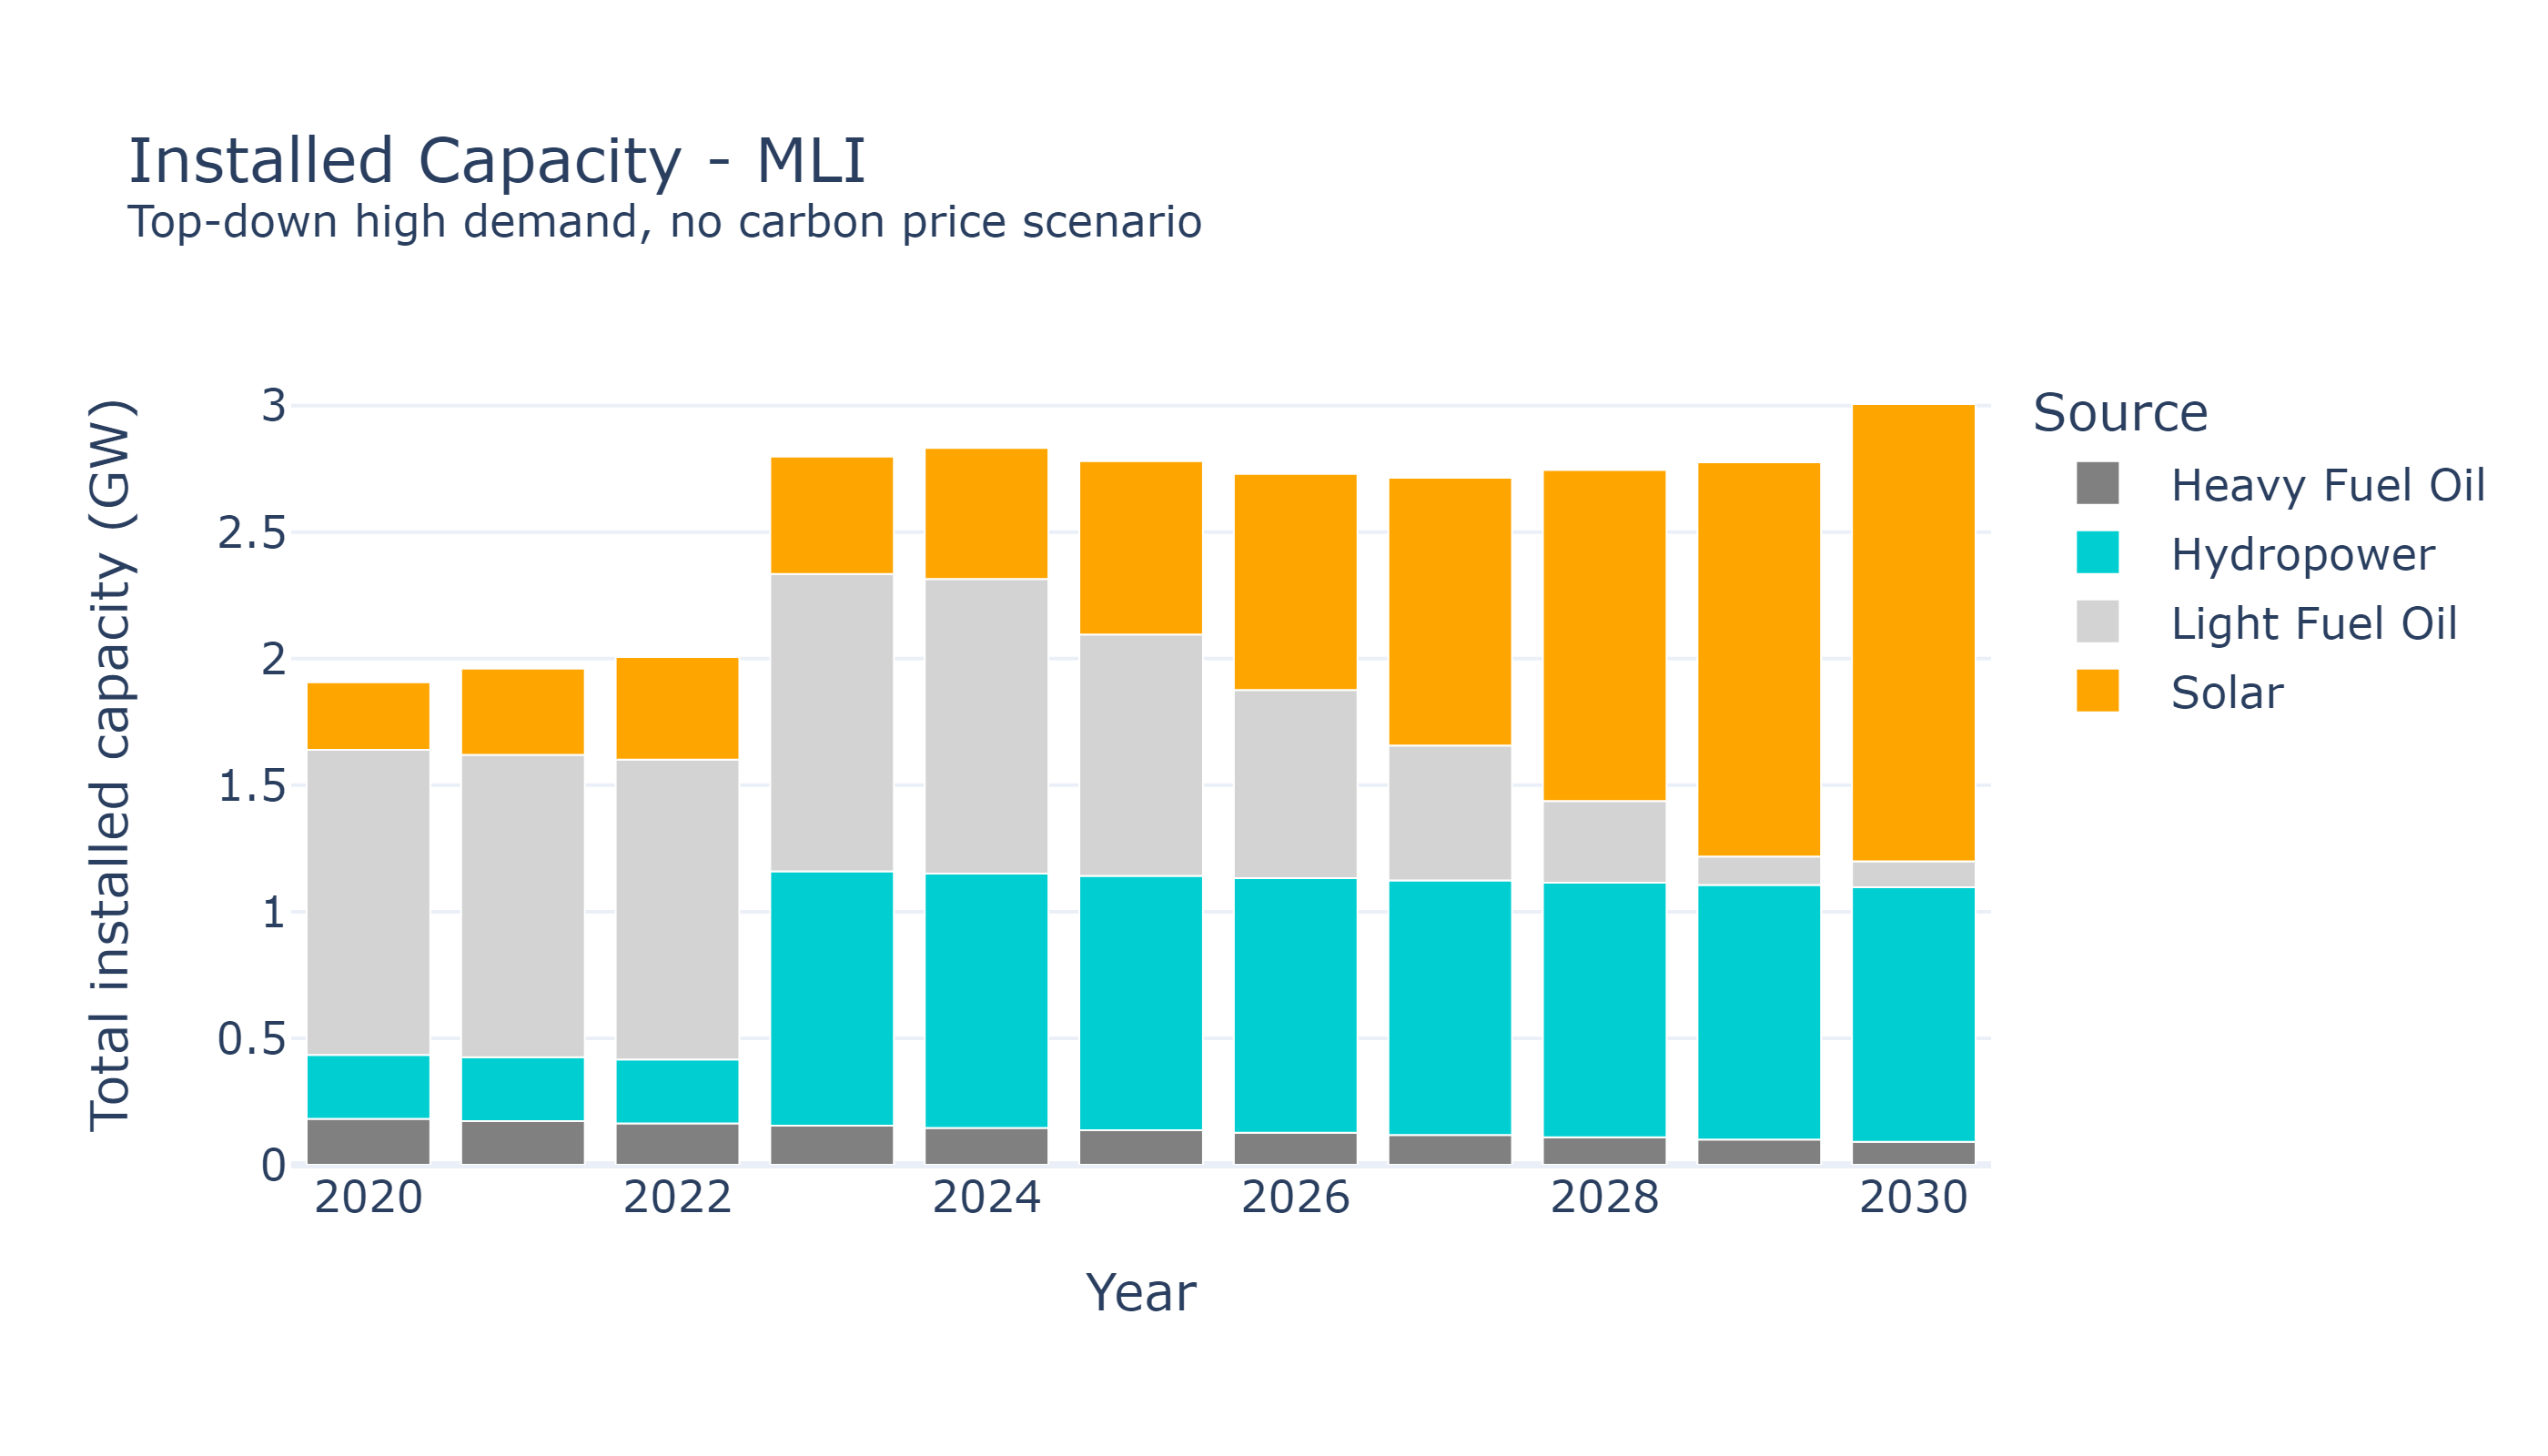 Installed Capacity - MLI
Top-down high demand, no carbon price scenario
Total installed capacity (GW)
3
2.5
2
1.5
1
0.5
0
2020
2022
2024
2026
2028
2030
Year
Source
Heavy Fuel Oil
Hydropower
Light Fuel Oil
Solar